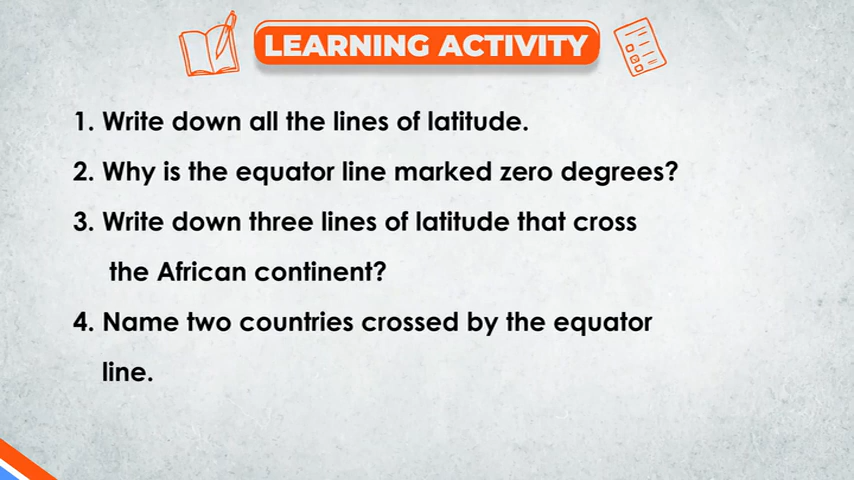 LEARNING ACTIVITY
1. Write down all the lines of latitude.
2. Why is the equator line marked zero degrees?
3. Write down three lines of latitude that cross
the African continent?
4. Name two countries crossed by the equator
line.